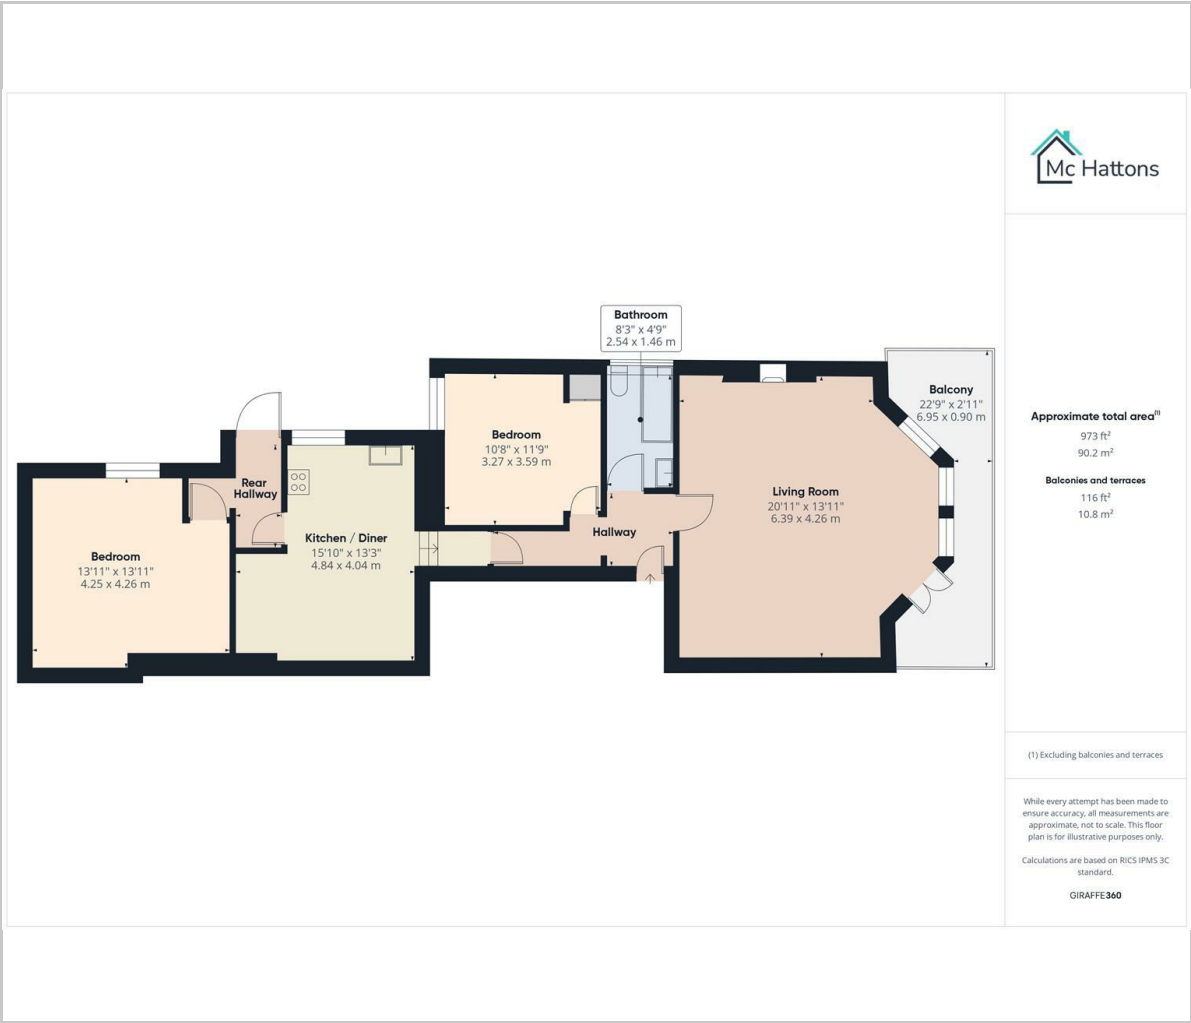 Mc Hattons
Bathroom
8'3" x 4'9"
2.54 x 1.46 m
Balcony
22'9" x 2'11"
6.95 x 0.90 m
Bedroom
10'8" x 11'9"
3.27 x 3.59 m
Living Room
20'11" x 13'11"
6.39 x 4.26 m
Rear
Hallway
Hallway
Kitchen / Diner
15'10" x 13'3"
4.84 x 4.04 m
Bedroom
13'11" x 13'11"
4.25 x 4.26 m
Approximate total area(1)
973 ft²
90.2 m²
Balconies and terraces
116 ft²
10.8 m²
(1) Excluding balconies and terraces
While every attempt has been made to
ensure accuracy, all measurements are
approximate, not to scale. This floor
plan is for illustrative purposes only.
Calculations are based on RICS IPMS 3C
standard.
GIRAFFE360